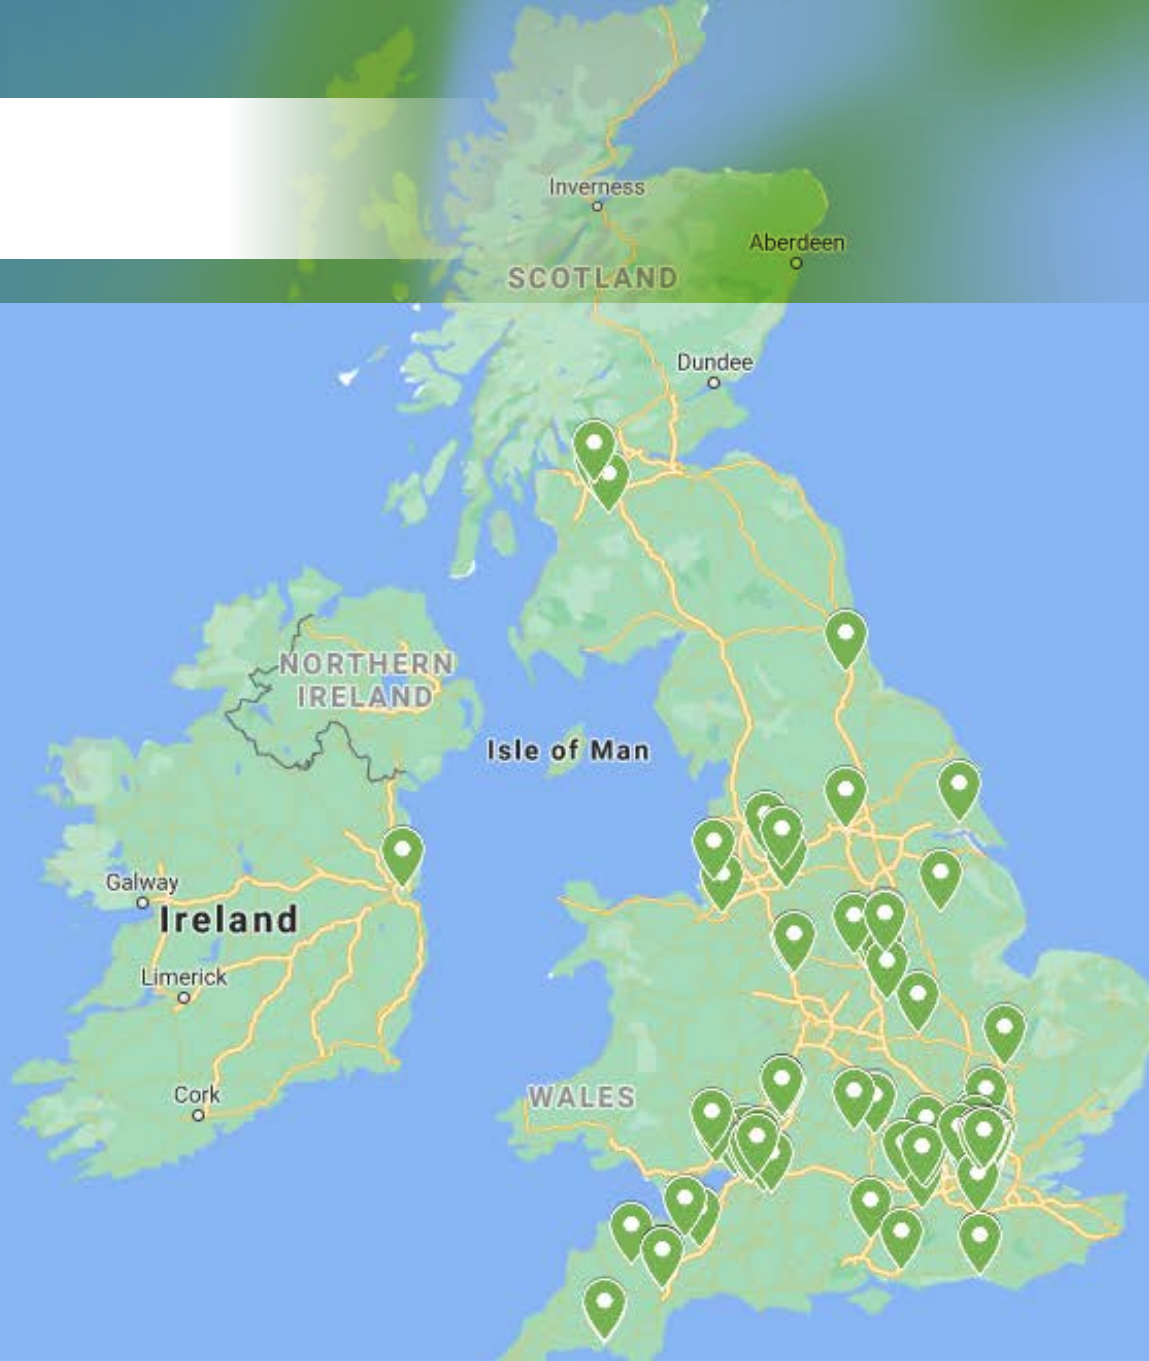 Inverness
Aberdeen
SCOTLAND
Dundee
NORTHERN
IRELAND
Isle of Man
Galway
Ireland
Limerick
Cork
WALES